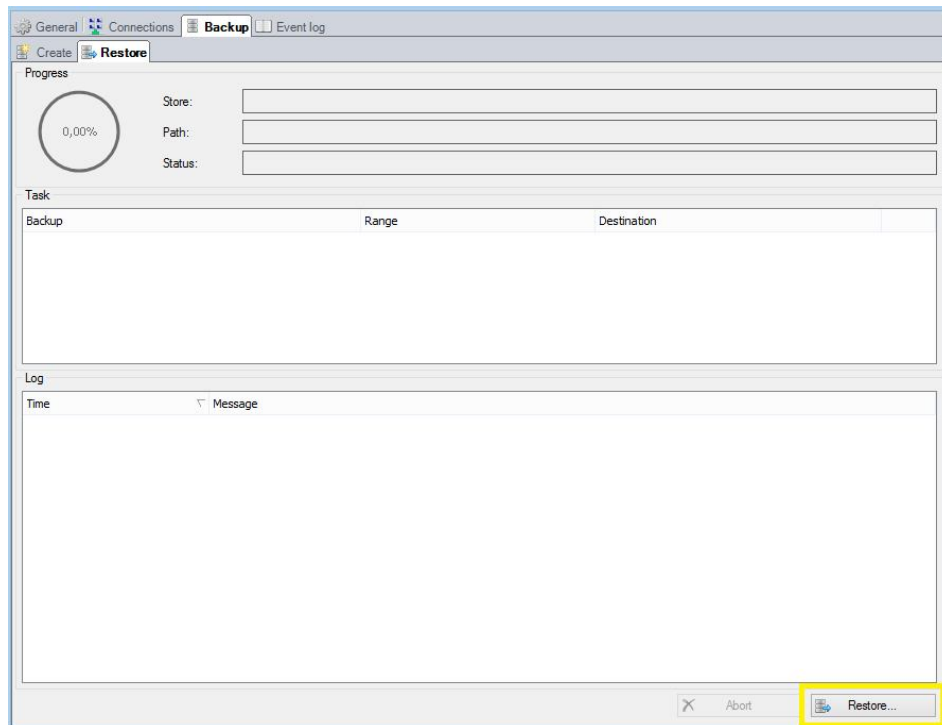 General Connections Backup Event log
Create Restore
Progress
0,00%
Store:
Path:
Status:
Task
Backup Range Destination
Log
Time Message
Abort Restore...